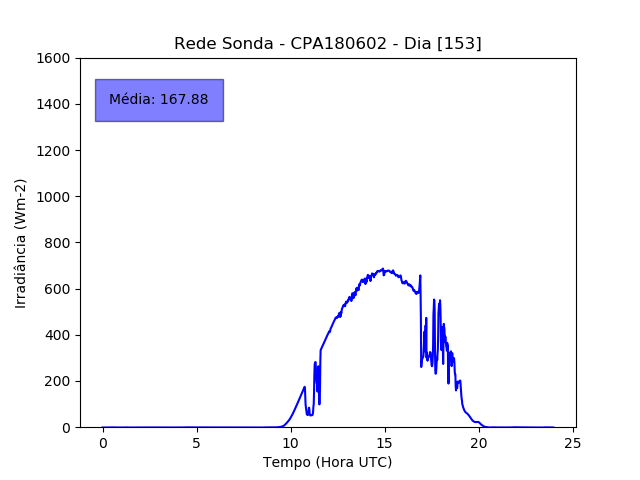 Rede Sonda - CPA180602 - Dia [153]
1600
1400
1200
1000
800
600
400
200
0
Média: 167.88
Irradiância (Wm-2)
0 5 10 15 20 25
Tempo (Hora UTC)